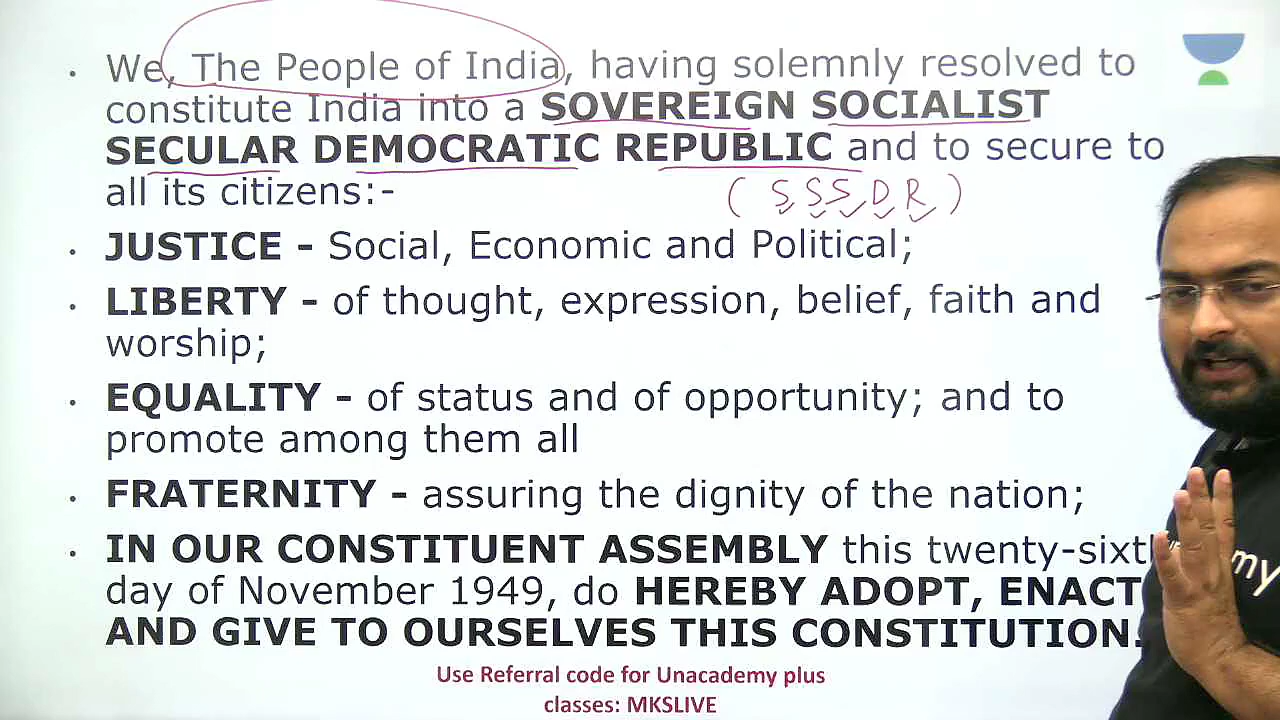 • We, The People of India, having solemnly resolved to
constitute India into a SOVEREIGN SOCIALIST
SECULAR DEMOCRATIC REPUBLIC and to secure to
all its citizens:-
( S S S D R )
• JUSTICE - Social, Economic and Political;
• LIBERTY - of thought, expression, belief, faith and
worship;
• EQUALITY - of status and of opportunity; and to
promote among them all
• FRATERNITY - assuring the dignity of the nation;
• IN OUR CONSTITUENT ASSEMBLY this twenty-sixth
day of November 1949, do HEREBY ADOPT, ENACT
AND GIVE TO OURSELVES THIS CONSTITUTION.
my
Use Referral code for Unacademy plus
classes: MKSLIVE